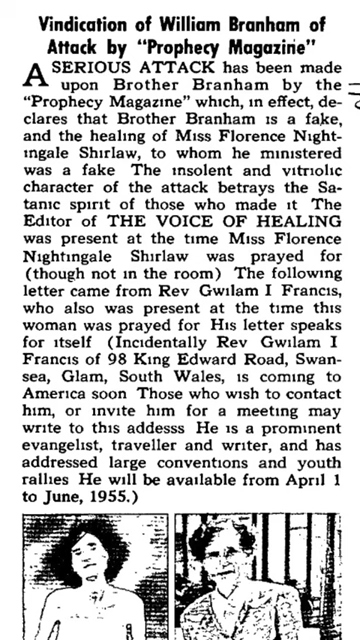 Vindication of William Branham of
Attack by "Prophecy Magazine"
A SERIOUS ATTACK has been made
upon Brother Branham by the
"Prophecy Magazine" which, in effect, de-
clares that Brother Branham is a fake,
and the healing of Miss Florence Night-
ingale Shirlaw, to whom he ministered
was a fake The insolent and vitriolic
character of the attack betrays the Sa-
tanic spirit of those who made it The
Editor of THE VOICE OF HEALING
was present at the time Miss Florence
Nightingale Shirlaw was prayed for
(though not in the room) The following
letter came from Rev Gwilam I Francis,
who also was present at the time this
woman was prayed for His letter speaks
for itself (Incidentally Rev Gwilam I
Francis of 98 King Edward Road, Swan-
sea, Glam, South Wales, is coming to
America soon Those who wish to contact
him, or invite him for a meeting may
write to this addesss He is a prominent
evangelist, traveller and writer, and has
addressed large conventions and youth
rallies He will be available from April 1
to June, 1955.)